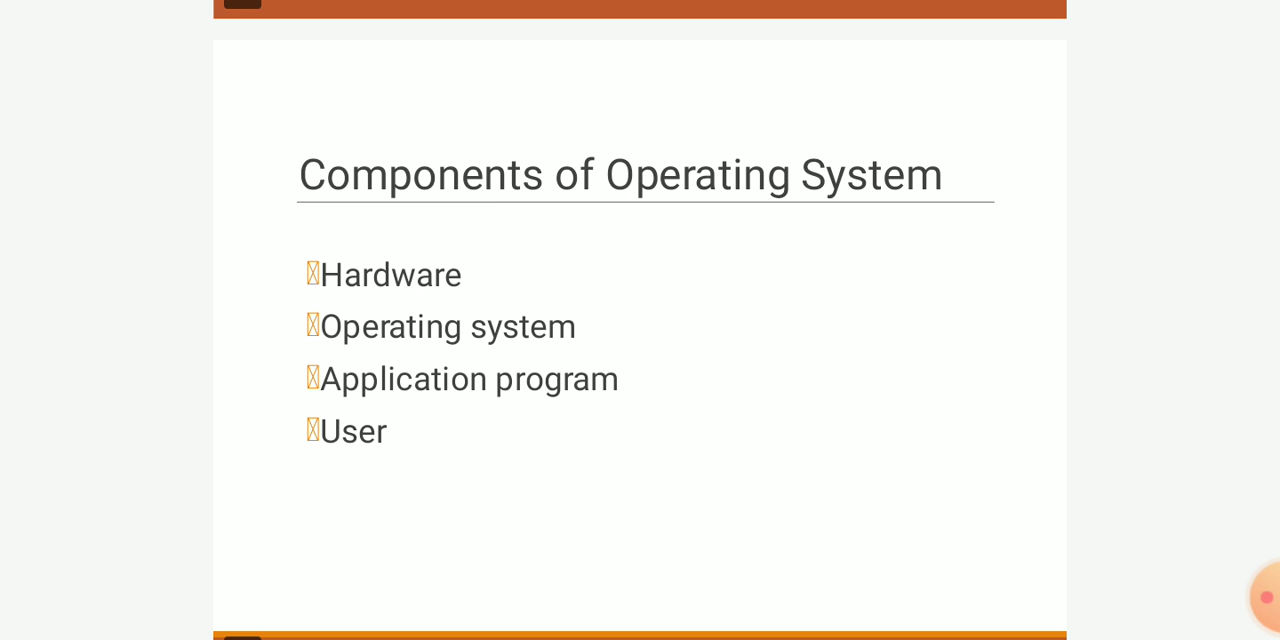 Components of Operating System
Hardware
Operating system
Application program
User